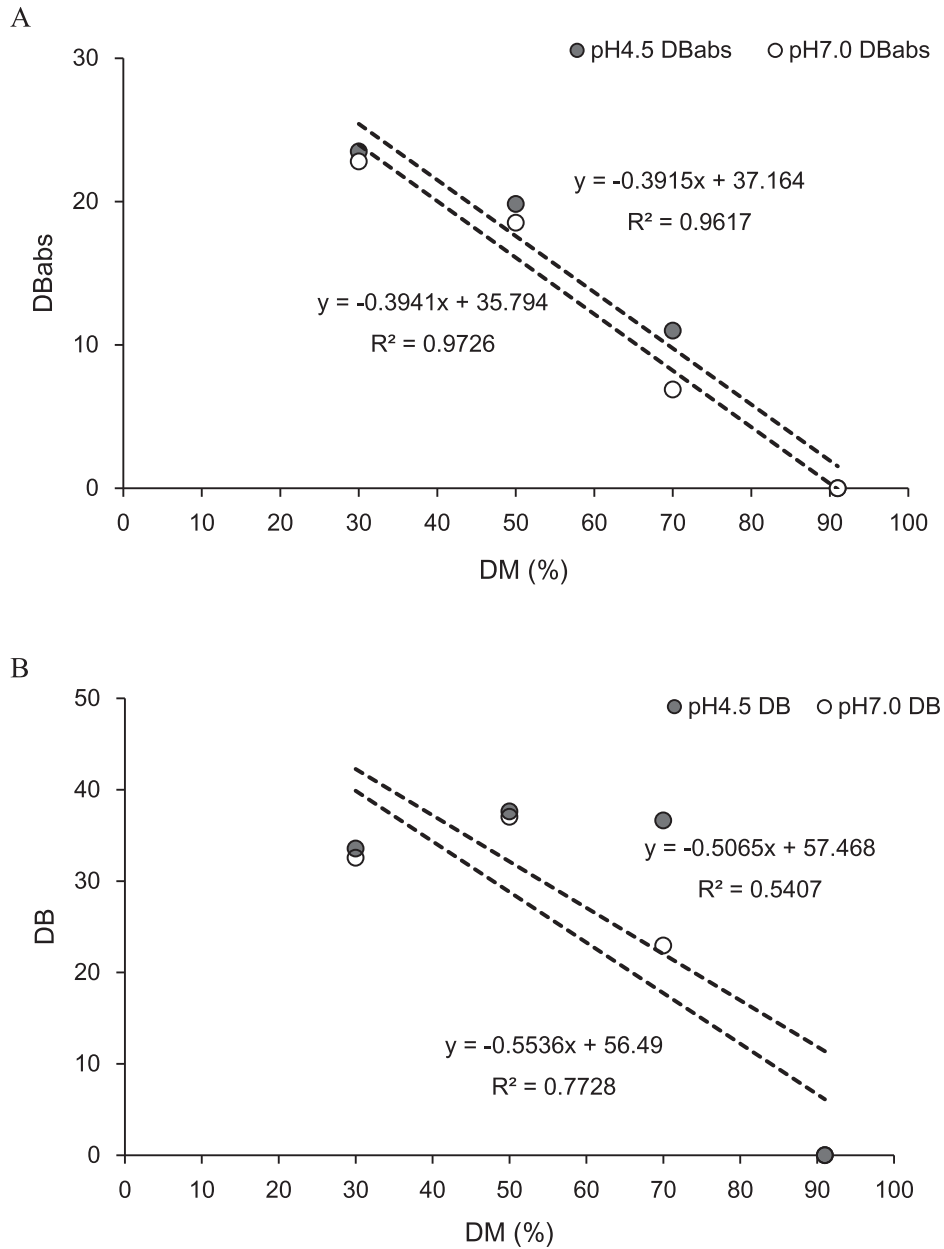 A
30
pH4.5 DBabs pH7.0 DBabs
y = -0.3915x + 37.164
20
R² = 0.9617
DBabs
y = -0.3941x + 35.794
R² = 0.9726
10
0
0 10 20 30 40 50 60 70 80 90 100
DM (%)
B
50
pH4.5 DB pH7.0 DB
40
y = -0.5065x + 57.468
30
R² = 0.5407
DB
20
y = -0.5536x + 56.49
10
R² = 0.7728
0
0 10 20 30 40 50 60 70 80 90 100
DM (%)